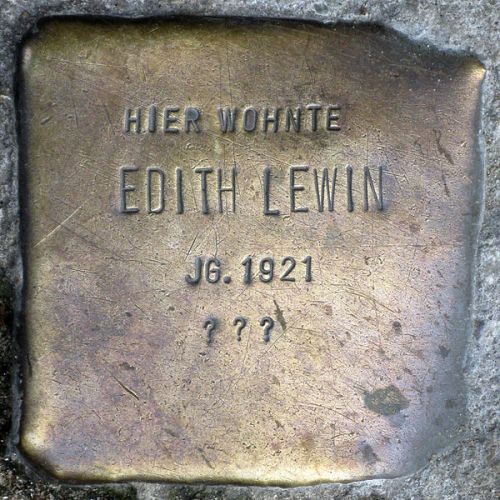 HIER WOHNTE
EDITH LEWIN
JG. 1921
? ? ?